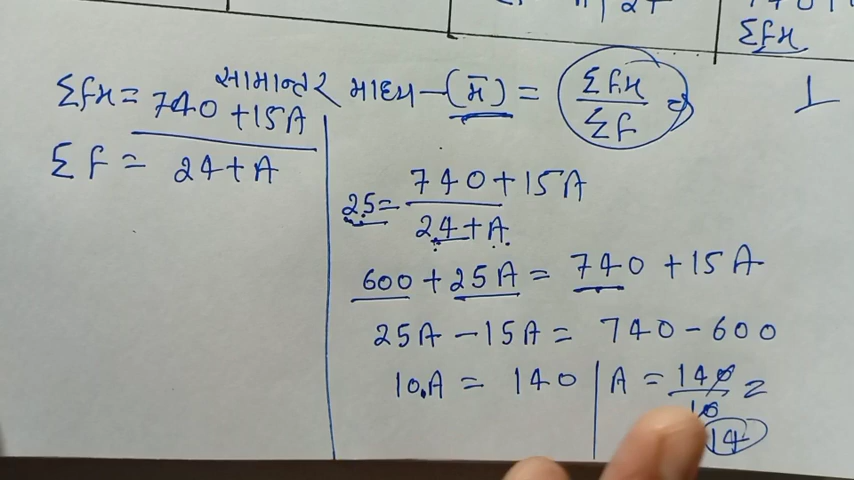 Σfx
સામાન્તર માધ્ય – (x̄) = Σfx / Σf ⇒
Σfx = 740 + 15A
Σf = 24 + A
25 = 740 + 15A / 24 + A
600 + 25A = 740 + 15A
25A – 15A = 740 – 600
10.A = 140 | A = 140 / 10 =
14